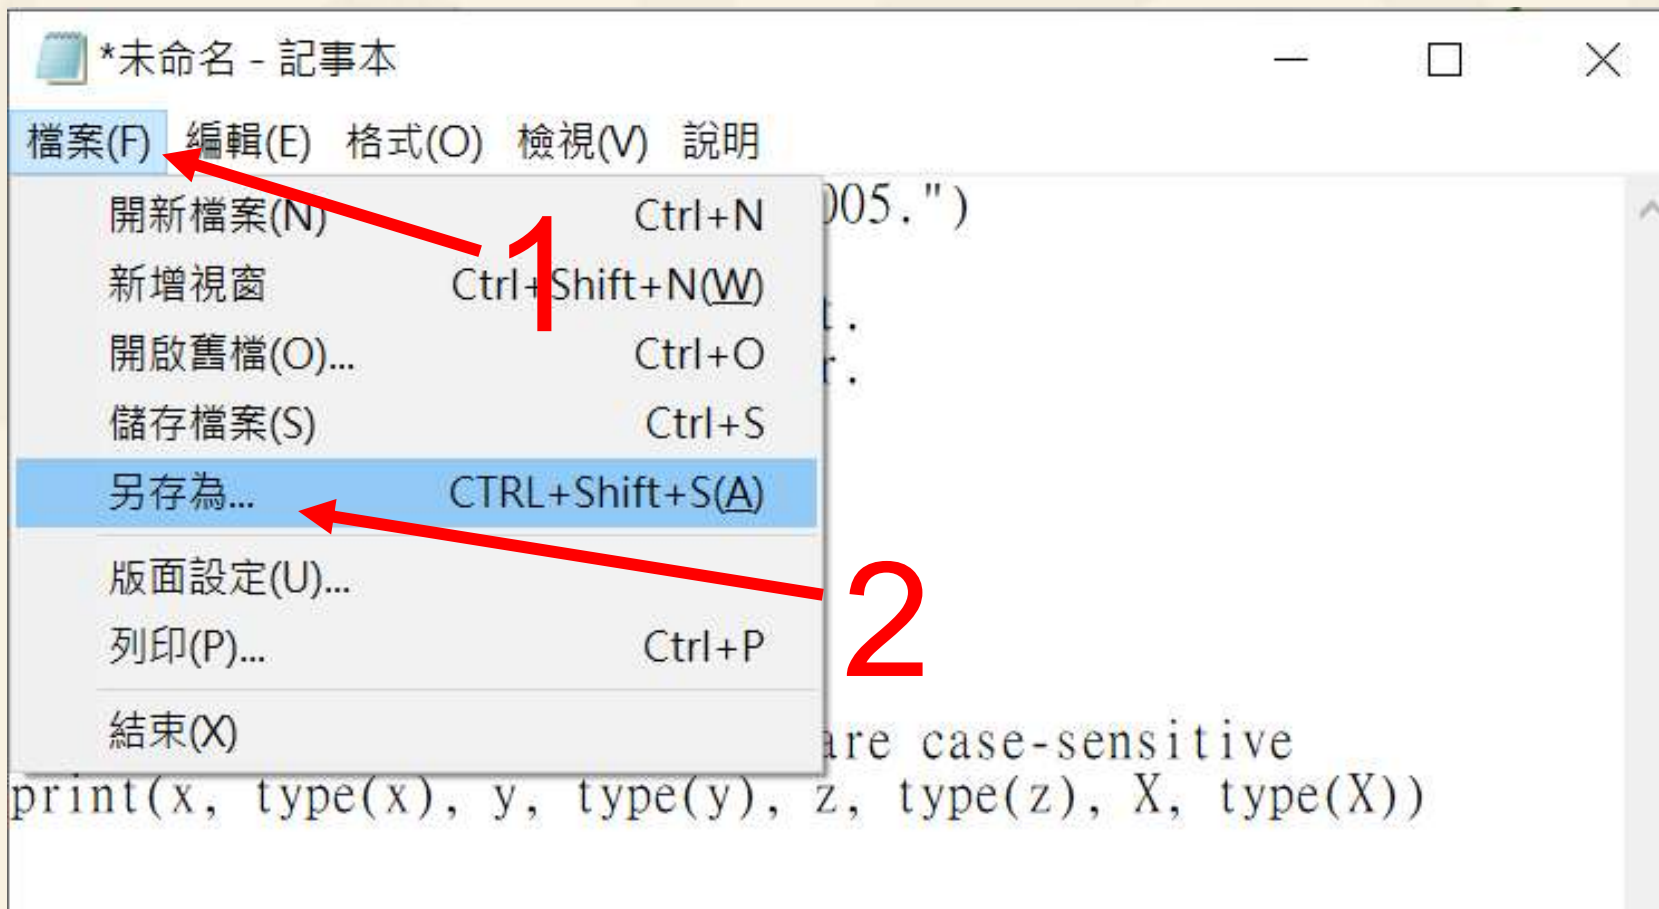 *未命名 - 記事本
檔案(F) 編輯(E) 格式(O) 檢視(V) 說明
開新檔案(N) Ctrl+N
新增視窗 Ctrl+Shift+N(W)
開啟舊檔(O)... Ctrl+O
儲存檔案(S) Ctrl+S
另存為... CTRL+Shift+S(A)
版面設定(U)...
列印(P)... Ctrl+P
結束(X)
1
2
005.")
t.
r.
are case-sensitive
print(x, type(x), y, type(y), z, type(z), X, type(X))